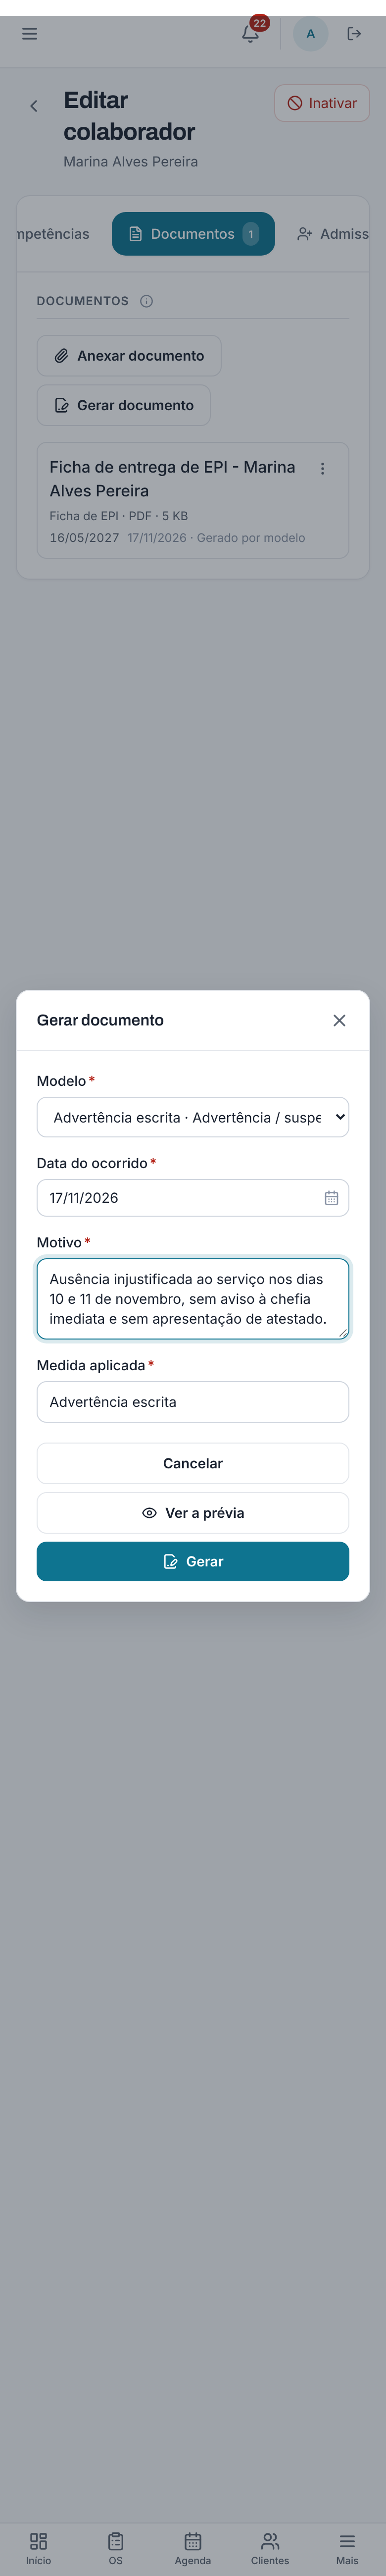 22
A
Editar
colaborador
Marina Alves Pereira
Inativar
mpetências
Documentos 1
Admiss
DOCUMENTOS
Anexar documento
Gerar documento
Ficha de entrega de EPI - Marina
Alves Pereira
Ficha de EPI · PDF · 5 KB
16/05/2027 17/11/2026 · Gerado por modelo
Gerar documento
Modelo *
Advertência escrita · Advertência / suspe
Data do ocorrido *
17/11/2026
Motivo *
Ausência injustificada ao serviço nos dias
10 e 11 de novembro, sem aviso à chefia
imediata e sem apresentação de atestado.
Medida aplicada *
Advertência escrita
Cancelar
Ver a prévia
Gerar
Início
OS
Agenda
Clientes
Mais